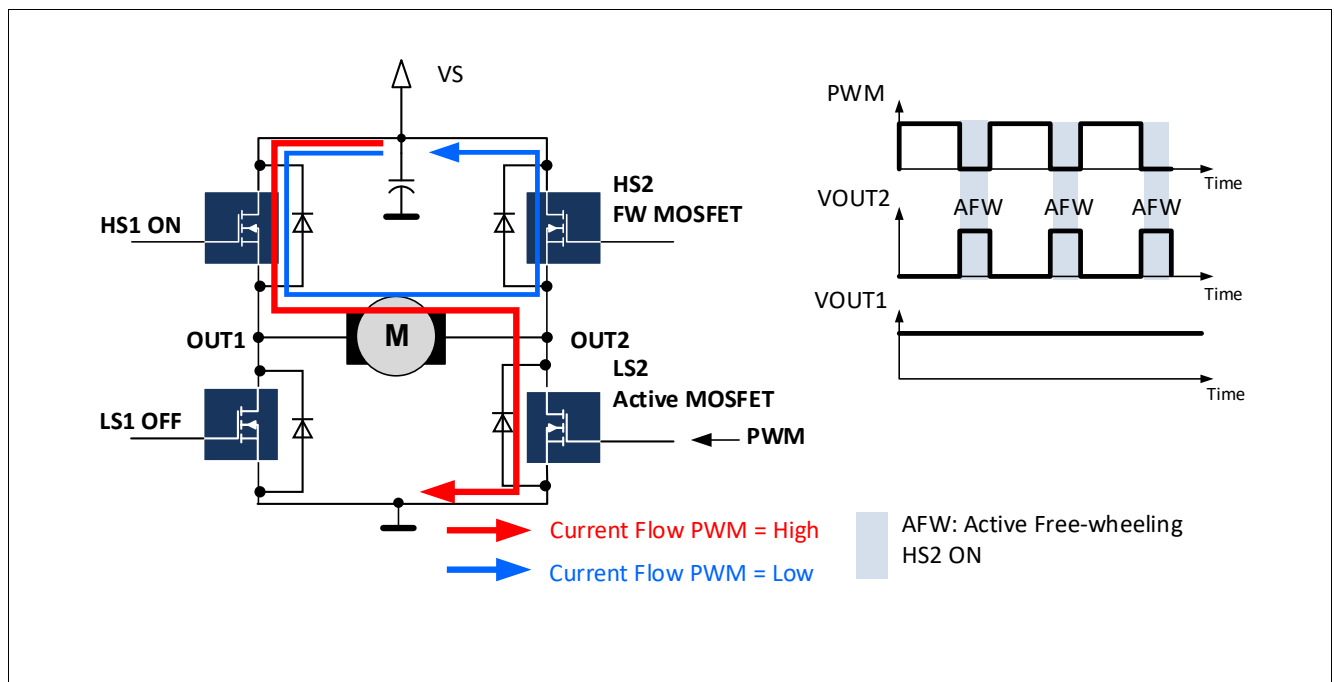 VS
HS1 ON
HS2
FW MOSFET
M
OUT1
OUT2
LS2
Active MOSFET
LS1 OFF
PWM
Current Flow PWM = High
Current Flow PWM = Low
PWM
Time
VOUT2
AFW
AFW
AFW
Time
VOUT1
Time
AFW: Active Free-wheeling
HS2 ON